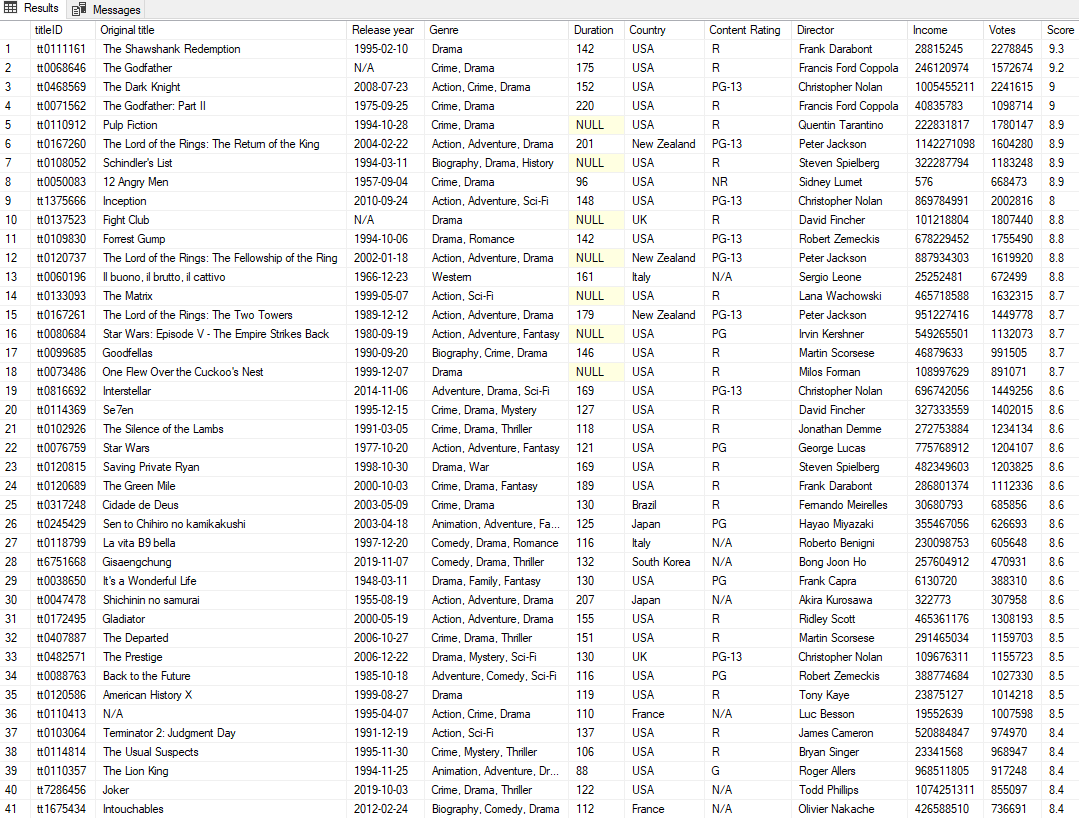 Results Messages
titleID Original title Release year Genre Duration Country Content Rating Director Income Votes Score
1 tt0111161 The Shawshank Redemption 1995-02-10 Drama 142 USA R Frank Darabont 28815245 2278845 9.3
2 tt0068646 The Godfather N/A Crime, Drama 175 USA R Francis Ford Coppola 246120974 1572674 9.2
3 tt0468569 The Dark Knight 2008-07-23 Action, Crime, Drama 152 USA PG-13 Christopher Nolan 1005455211 2241615 9
4 tt0071562 The Godfather: Part II 1975-09-25 Crime, Drama 220 USA R Francis Ford Coppola 40835783 1098714 9
5 tt0110912 Pulp Fiction 1994-10-28 Crime, Drama NULL USA R Quentin Tarantino 222831817 1780147 8.9
6 tt0167260 The Lord of the Rings: The Return of the King 2004-02-22 Action, Adventure, Drama 201 New Zealand PG-13 Peter Jackson 1142271098 1604280 8.9
7 tt0108052 Schindler's List 1994-03-11 Biography, Drama, History NULL USA R Steven Spielberg 322287794 1183248 8.9
8 tt0050083 12 Angry Men 1957-09-04 Crime, Drama 96 USA NR Sidney Lumet 576 668473 8.9
9 tt1375666 Inception 2010-09-24 Action, Adventure, Sci-Fi 148 USA PG-13 Christopher Nolan 869784991 2002816 8
10 tt0137523 Fight Club N/A Drama NULL UK R David Fincher 101218804 1807440 8.8
11 tt0109830 Forrest Gump 1994-10-06 Drama, Romance 142 USA PG-13 Robert Zemeckis 678229452 1755490 8.8
12 tt0120737 The Lord of the Rings: The Fellowship of the Ring 2002-01-18 Action, Adventure, Drama NULL New Zealand PG-13 Peter Jackson 887934303 1619920 8.8
13 tt0060196 Il buono, il brutto, il cattivo 1966-12-23 Western 161 Italy N/A Sergio Leone 25252481 672499 8.8
14 tt0133093 The Matrix 1999-05-07 Action, Sci-Fi NULL USA R Lana Wachowski 465718588 1632315 8.7
15 tt0167261 The Lord of the Rings: The Two Towers 1989-12-12 Action, Adventure, Drama 179 New Zealand PG-13 Peter Jackson 951227416 1449778 8.7
16 tt0080684 Star Wars: Episode V - The Empire Strikes Back 1980-09-19 Action, Adventure, Fantasy NULL USA PG Irvin Kershner 549265501 1132073 8.7
17 tt0099685 Goodfellas 1990-09-20 Biography, Crime, Drama 146 USA R Martin Scorsese 46879633 991505 8.7
18 tt0073486 One Flew Over the Cuckoo's Nest 1999-12-07 Drama NULL USA R Milos Forman 108997629 891071 8.7
19 tt0816692 Interstellar 2014-11-06 Adventure, Drama, Sci-Fi 169 USA PG-13 Christopher Nolan 696742056 1449256 8.6
20 tt0114369 Se7en 1995-12-15 Crime, Drama, Mystery 127 USA R David Fincher 327333559 1402015 8.6
21 tt0102926 The Silence of the Lambs 1991-03-05 Crime, Drama, Thriller 118 USA R Jonathan Demme 272753884 1234134 8.6
22 tt0076759 Star Wars 1977-10-20 Action, Adventure, Fantasy 121 USA PG George Lucas 775768912 1204107 8.6
23 tt0120815 Saving Private Ryan 1998-10-30 Drama, War 169 USA R Steven Spielberg 482349603 1203825 8.6
24 tt0120689 The Green Mile 2000-10-03 Crime, Drama, Fantasy 189 USA R Frank Darabont 286801374 1112336 8.6
25 tt0317248 Cidade de Deus 2003-05-09 Crime, Drama 130 Brazil R Fernando Meirelles 30680793 685856 8.6
26 tt0245429 Sen to Chihiro no kamikakushi 2003-04-18 Animation, Adventure, Fa... 125 Japan PG Hayao Miyazaki 355467056 626693 8.6
27 tt0118799 La vita B9 bella 1997-12-20 Comedy, Drama, Romance 116 Italy N/A Roberto Benigni 230098753 605648 8.6
28 tt6751668 Gisaengchung 2019-11-07 Comedy, Drama, Thriller 132 South Korea N/A Bong Joon Ho 257604912 470931 8.6
29 tt0038650 It's a Wonderful Life 1948-03-11 Drama, Family, Fantasy 130 USA PG Frank Capra 6130720 388310 8.6
30 tt0047478 Shichinin no samurai 1955-08-19 Action, Adventure, Drama 207 Japan N/A Akira Kurosawa 322773 307958 8.6
31 tt0172495 Gladiator 2000-05-19 Action, Adventure, Drama 155 USA R Ridley Scott 465361176 1308193 8.5
32 tt0407887 The Departed 2006-10-27 Crime, Drama, Thriller 151 USA R Martin Scorsese 291465034 1159703 8.5
33 tt0482571 The Prestige 2006-12-22 Drama, Mystery, Sci-Fi 130 UK PG-13 Christopher Nolan 109676311 1155723 8.5
34 tt0088763 Back to the Future 1985-10-18 Adventure, Comedy, Sci-Fi 116 USA PG Robert Zemeckis 388774684 1027330 8.5
35 tt0120586 American History X 1999-08-27 Drama 119 USA R Tony Kaye 23875127 1014218 8.5
36 tt0110413 N/A 1995-04-07 Action, Crime, Drama 110 France N/A Luc Besson 19552639 1007598 8.5
37 tt0103064 Terminator 2: Judgment Day 1991-12-19 Action, Sci-Fi 137 USA R James Cameron 520884847 974970 8.4
38 tt0114814 The Usual Suspects 1995-11-30 Crime, Mystery, Thriller 106 USA R Bryan Singer 23341568 968947 8.4
39 tt0110357 The Lion King 1994-11-25 Animation, Adventure, Dr... 88 USA G Roger Allers 968511805 917248 8.4
40 tt7286456 Joker 2019-10-03 Crime, Drama, Thriller 122 USA N/A Todd Phillips 1074251311 855097 8.4
41 tt1675434 Intouchables 2012-02-24 Biography, Comedy, Drama 112 France N/A Olivier Nakache 426588510 736691 8.4